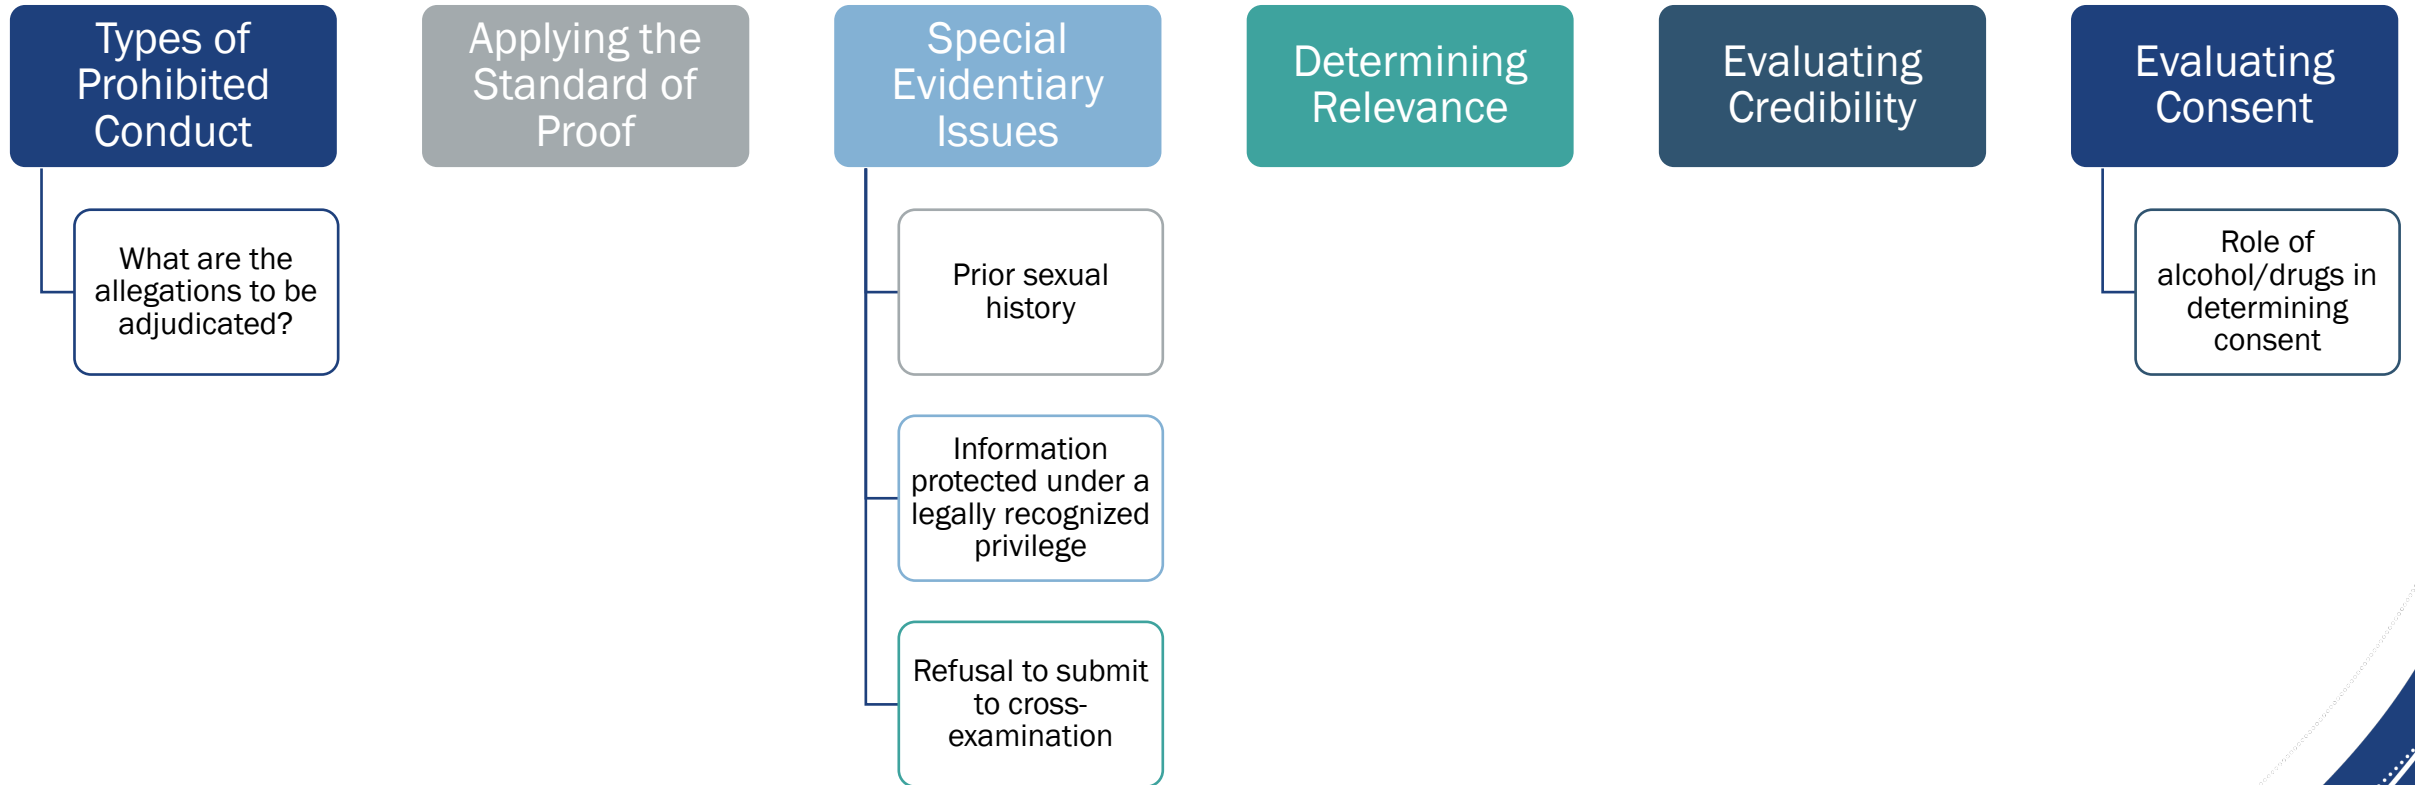 Types of
Prohibited
Conduct
What are the
allegations to be
adjudicated?
Applying the
Standard of
Proof
Special
Evidentiary
Issues
Prior sexual
history
Information
protected under a
legally recognized
privilege
Refusal to submit
to cross-
examination
Determining
Relevance
Evaluating
Credibility
Evaluating
Consent
Role of
alcohol/drugs in
determining
consent